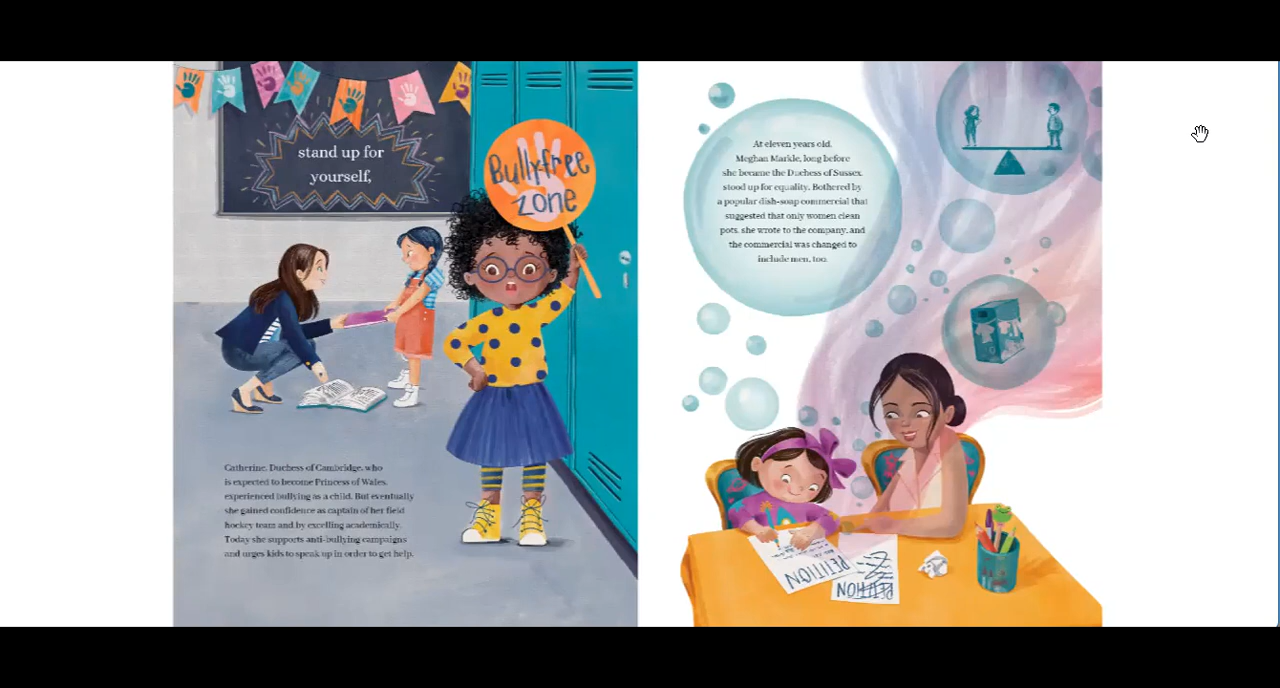 stand up for
yourself,
Bully-free
zone
Catherine, Duchess of Cambridge, who
is expected to become Princess of Wales,
experienced bullying as a child. But eventually
she gained confidence as captain of her field
hockey team and by excelling academically.
Today she supports anti-bullying campaigns
and urges kids to speak up in order to get help.
At eleven years old,
Meghan Markle, long before
she became the Duchess of Sussex,
stood up for equality. Bothered by
a popular dish-soap commercial that
suggested that only women clean
pots, she wrote to the company, and
the commercial was changed to
include men, too.
PETITION
PETITION